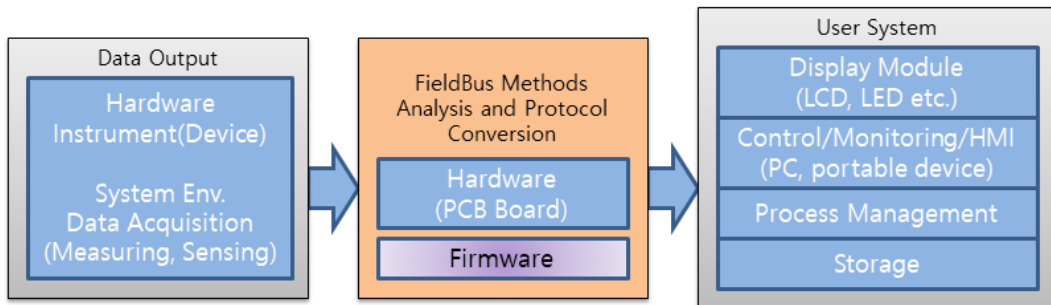 Data Output
Hardware
Instrument(Device)
System Env.
Data Acquisition
(Measuring, Sensing)
FieldBus Methods
Analysis and Protocol
Conversion
Hardware
(PCB Board)
Firmware
User System
Display Module
(LCD, LED etc.)
Control/Monitoring/HMI
(PC, portable device)
Process Management
Storage